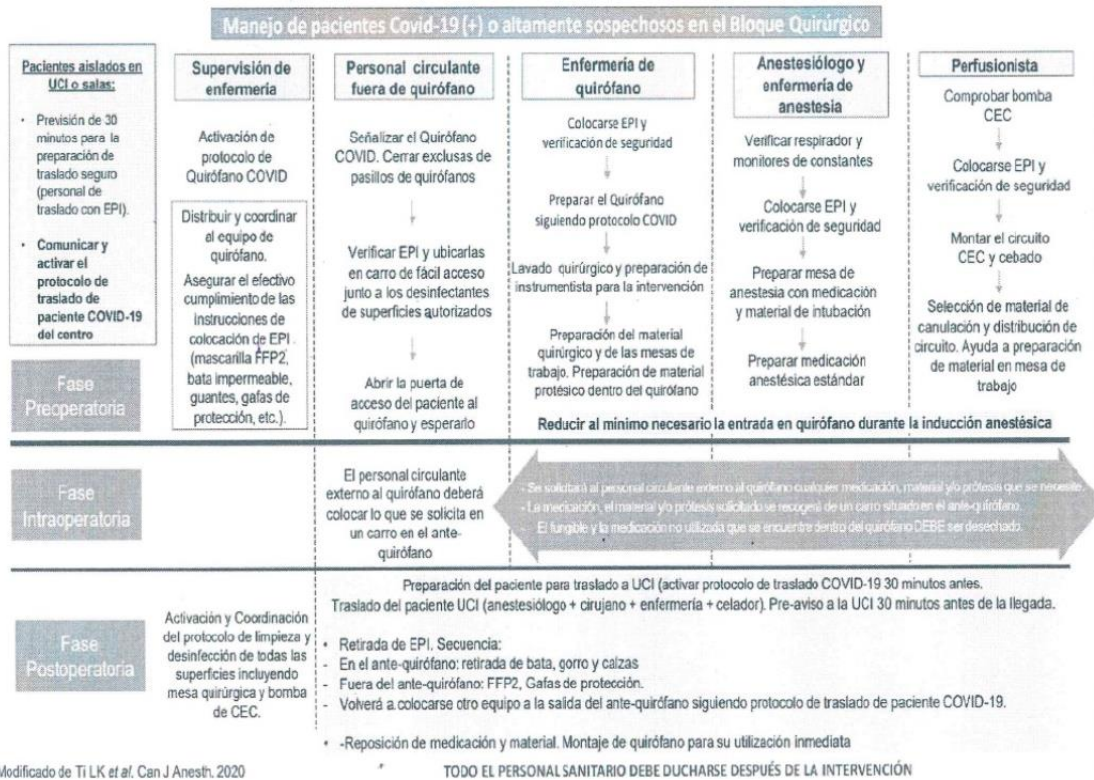 Manejo de pacientes Covid-19 (+) o altamente sospechosos en el Bloque Quirúrgico
Pacientes aislados en
UCI o salas:
• Previsión de 30
minutos para la
preparación de
traslado seguro
(personal de
traslado con EPI).
• Comunicar y
activar el
protocolo de
traslado de
paciente COVID-19
del centro
Supervisión de
enfermería
Activación de
protocolo de
Quirófano COVID
Distribuir y coordinar
al equipo de
quirófano.
Asegurar el efectivo
cumplimiento de las
instrucciones de
colocación de EPI
(mascarilla FFP2,
bata impermeable,
guantes, gafas de
protección, etc.).
Personal circulante
fuera de quirófano
Señalizar el Quirófano
COVID. Cerrar exclusas de
pasillos de quirófanos
Verificar EPI y ubicarlas
en carro de fácil acceso
junto a los desinfectantes
de superficies autorizados
Abrir la puerta de
acceso del paciente al
quirófano y esperarlo
Enfermería de
quirófano
Colocarse EPI y
verificación de seguridad
Preparar el Quirófano
siguiendo protocolo COVID
Lavado quirúrgico y preparación de
instrumentista para la intervención
Preparación del material
quirúrgico y de las mesas de
trabajo. Preparación de material
protésico dentro del quirófano
Anestesiólogo y
enfermería de
anestesia
Verificar respirador y
monitores de constantes
Colocarse EPI y
verificación de seguridad
Preparar mesa de
anestesia con medicación
y material de intubación
Preparar medicación
anestésica estándar
Perfusionista
Comprobar bomba
CEC
Colocarse EPI y
verificación de seguridad
Montar el circuito
CEC y cebado
Selección de material de
canulación y distribución de
circuito. Ayuda a preparación
de material en mesa de
trabajo
Fase
Preoperatoria
Reducir al mínimo necesario la entrada en quirófano durante la inducción anestésica
Fase
Intraoperatoria
El personal circulante
externo al quirófano deberá
colocar lo que se solicita en
un carro en el ante-
quirófano
- Se solicitará al personal circulante externo al quirófano cualquier medicación, material y/o prótesis que se necesite.
- La medicación, el material y/o prótesis solicitado se recogerá de un carro situado en el ante-quirófano.
- El fungible y la medicación no utilizada que se encuentre dentro del quirófano DEBE ser desechado.
Fase
Postoperatoria
Activación y Coordinación
del protocolo de limpieza y
desinfección de todas las
superficies incluyendo
mesa quirúrgica y bomba
de CEC.
Preparación del paciente para traslado a UCI (activar protocolo de traslado COVID-19 30 minutos antes.
Traslado del paciente UCI (anestesiólogo + cirujano + enfermería + celador). Pre-aviso a la UCI 30 minutos antes de la llegada.
• Retirada de EPI. Secuencia:
- En el ante-quirófano: retirada de bata, gorro y calzas
- Fuera del ante-quirófano: FFP2, Gafas de protección.
- Volverá a colocarse otro equipo a la salida del ante-quirófano siguiendo protocolo de traslado de paciente COVID-19.
• -Reposición de medicación y material. Montaje de quirófano para su utilización inmediata
Modificado de Ti LK et al. Can J Anesth. 2020
TODO EL PERSONAL SANITARIO DEBE DUCHARSE DESPUÉS DE LA INTERVENCIÓN